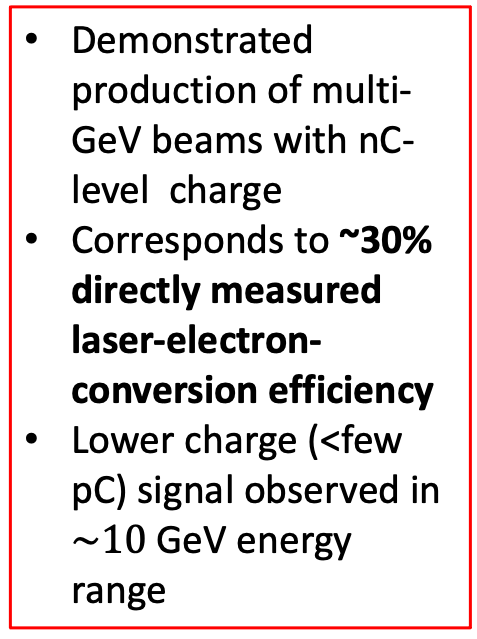 • Demonstrated
production of multi-
GeV beams with nC-
level  charge
• Corresponds to ~30%
directly measured
laser-electron-
conversion efficiency
• Lower charge (<few
pC) signal observed in
~10 GeV energy
range